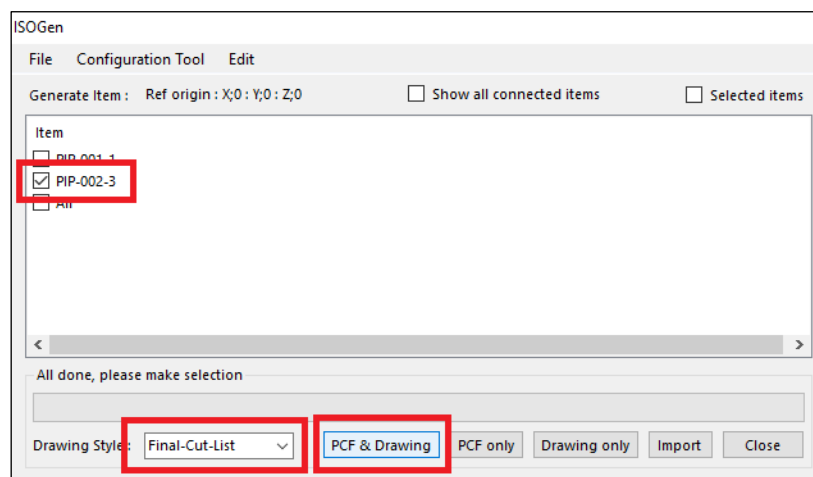 ISOGen
File Configuration Tool Edit
Generate Item : Ref origin : X;0 : Y;0 : Z;0 Show all connected items Selected items
Item
PIP-001-1
PIP-002-3
All
All done, please make selection
Drawing Style : Final-Cut-List PCF & Drawing PCF only Drawing only Import Close